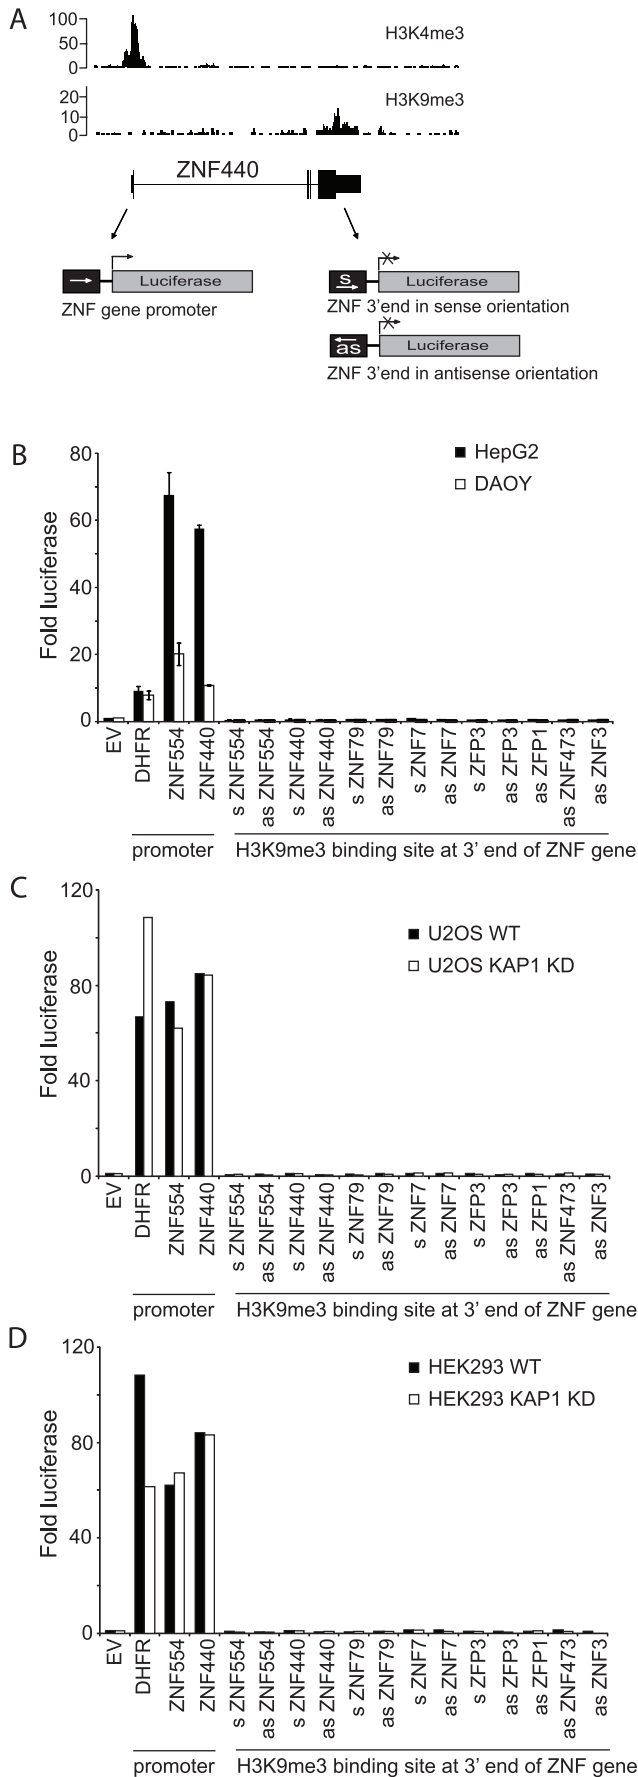 A
100
50
0
H3K4me3
20
10
0
H3K9me3
ZNF440
Luciferase
ZNF gene promoter
s
Luciferase
ZNF 3'end in sense orientation
as
Luciferase
ZNF 3'end in antisense orientation
B
80
60
40
20
0
Fold luciferase
HepG2
DAOY
EV
DHFR
ZNF554
ZNF440
s ZNF554
as ZNF554
s ZNF440
as ZNF440
s ZNF79
as ZNF79
s ZNF7
as ZNF7
s ZFP3
as ZFP3
as ZFP1
as ZNF473
as ZNF3
promoter
H3K9me3 binding site at 3' end of ZNF gene
C
120
80
40
0
Fold luciferase
U2OS WT
U2OS KAP1 KD
EV
DHFR
ZNF554
ZNF440
s ZNF554
as ZNF554
s ZNF440
as ZNF440
s ZNF79
as ZNF79
s ZNF7
as ZNF7
s ZFP3
as ZFP3
as ZFP1
as ZNF473
as ZNF3
promoter
H3K9me3 binding site at 3' end of ZNF gene
D
120
80
40
0
Fold luciferase
HEK293 WT
HEK293 KAP1 KD
EV
DHFR
ZNF554
ZNF440
s ZNF554
as ZNF554
s ZNF440
as ZNF440
s ZNF79
as ZNF79
s ZNF7
as ZNF7
s ZFP3
as ZFP3
as ZFP1
as ZNF473
as ZNF3
promoter
H3K9me3 binding site at 3' end of ZNF gene